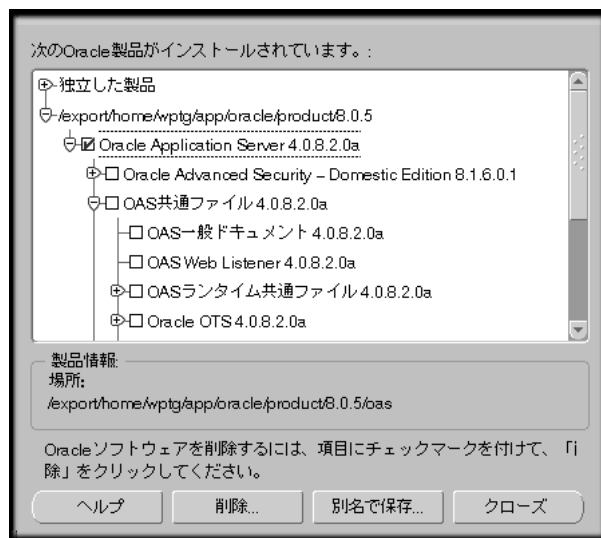 次のOracle製品がインストールされています。:
独立した製品
/export/home/wptg/app/oracle/product/8.0.5
Oracle Application Server 4.0.8.2.0a
Oracle Advanced Security – Domestic Edition 8.1.6.0.1
OAS共通ファイル 4.0.8.2.0a
OAS一般ドキュメント 4.0.8.2.0a
OAS Web Listener 4.0.8.2.0a
OASランタイム共通ファイル 4.0.8.2.0a
Oracle OTS 4.0.8.2.0a
製品情報:
場所:
/export/home/wptg/app/oracle/product/8.0.5/oas
Oracleソフトウェアを削除するには、項目にチェックマークを付けて、「i
除」をクリックしてください。
ヘルプ 削除... 別名で保存... クローズ